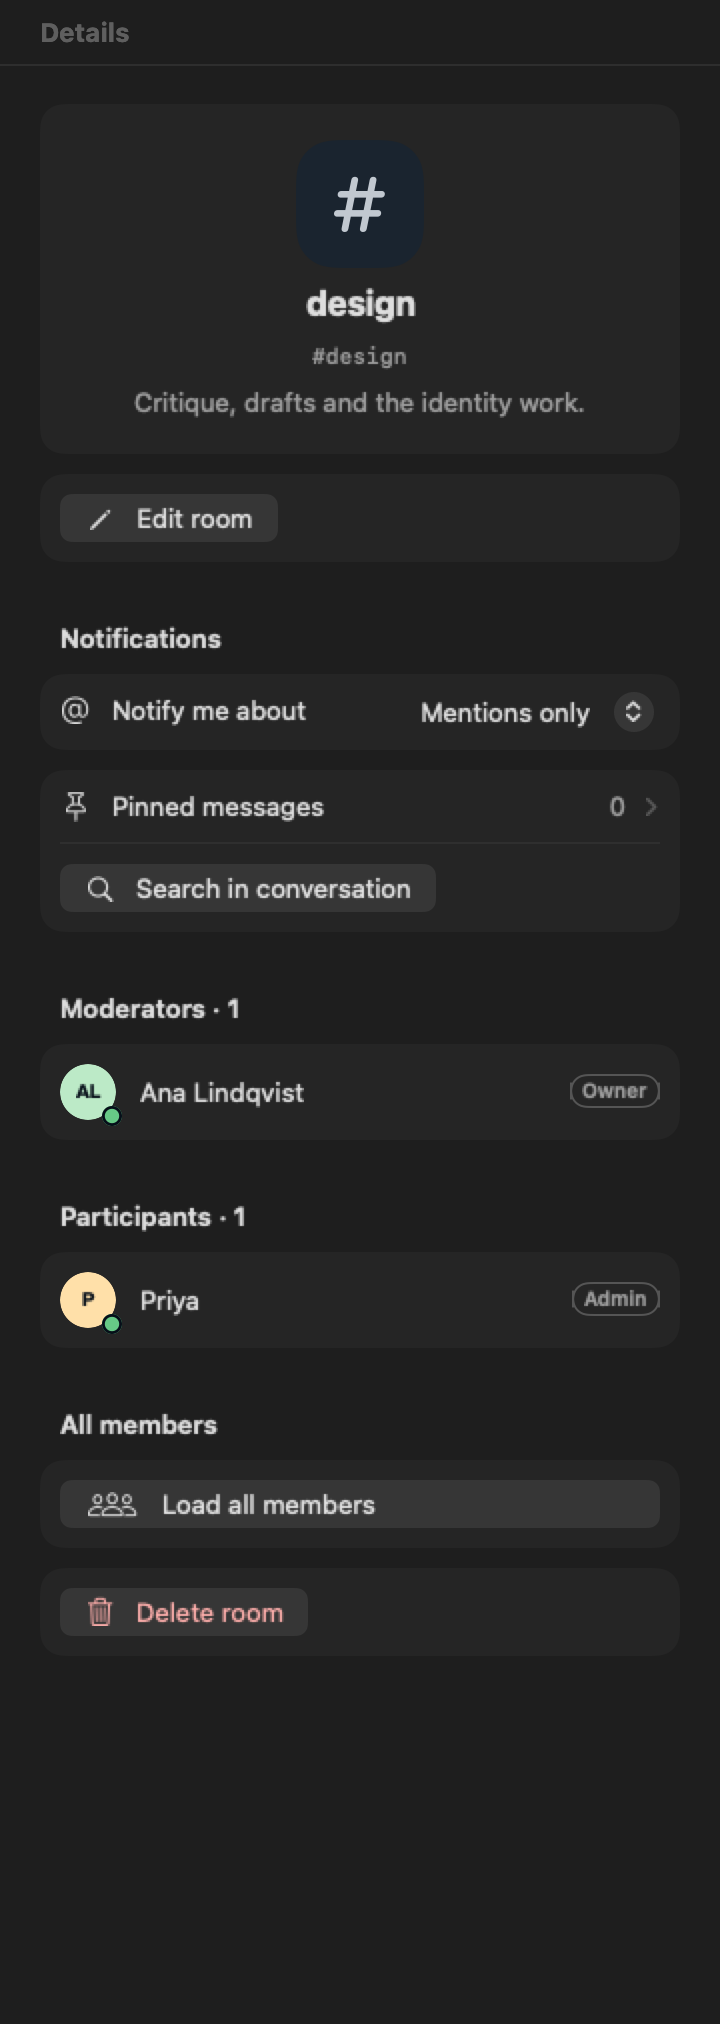 Details
#
design
#design
Critique, drafts and the identity work.
Edit room
Notifications
@ Notify me about Mentions only
Pinned messages 0
Search in conversation
Moderators · 1
AL Ana Lindqvist Owner
Participants · 1
P Priya Admin
All members
Load all members
Delete room